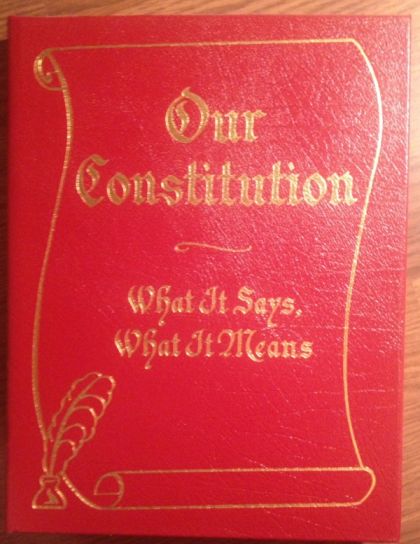 Our
Constitution
What It Says,
What It Means